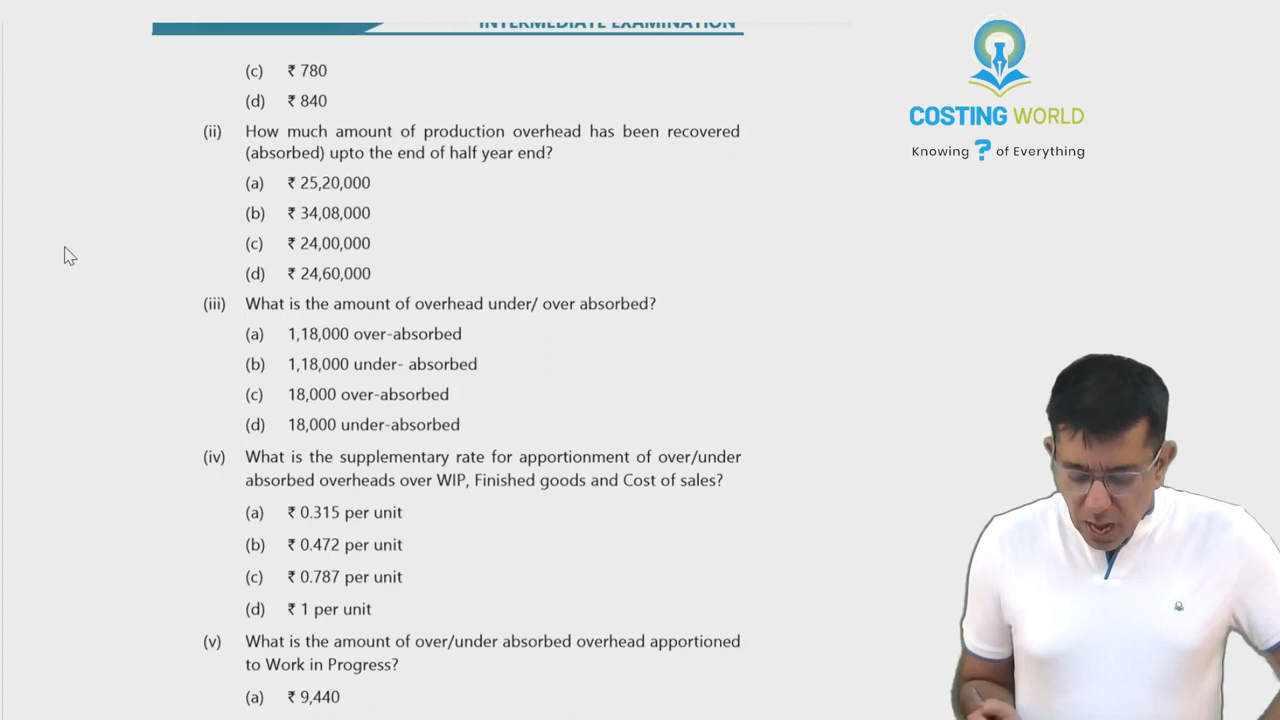 INTERMEDIATE EXAMINATION
(c) ₹ 780
(d) ₹ 840
(ii) How much amount of production overhead has been recovered
(absorbed) upto the end of half year end?
(a) ₹ 25,20,000
(b) ₹ 34,08,000
(c) ₹ 24,00,000
(d) ₹ 24,60,000
(iii) What is the amount of overhead under/ over absorbed?
(a) 1,18,000 over-absorbed
(b) 1,18,000 under- absorbed
(c) 18,000 over-absorbed
(d) 18,000 under-absorbed
(iv) What is the supplementary rate for apportionment of over/under
absorbed overheads over WIP, Finished goods and Cost of sales?
(a) ₹ 0.315 per unit
(b) ₹ 0.472 per unit
(c) ₹ 0.787 per unit
(d) ₹ 1 per unit
(v) What is the amount of over/under absorbed overhead apportioned
to Work in Progress?
(a) ₹ 9,440
COSTING WORLD
Knowing ? of Everything